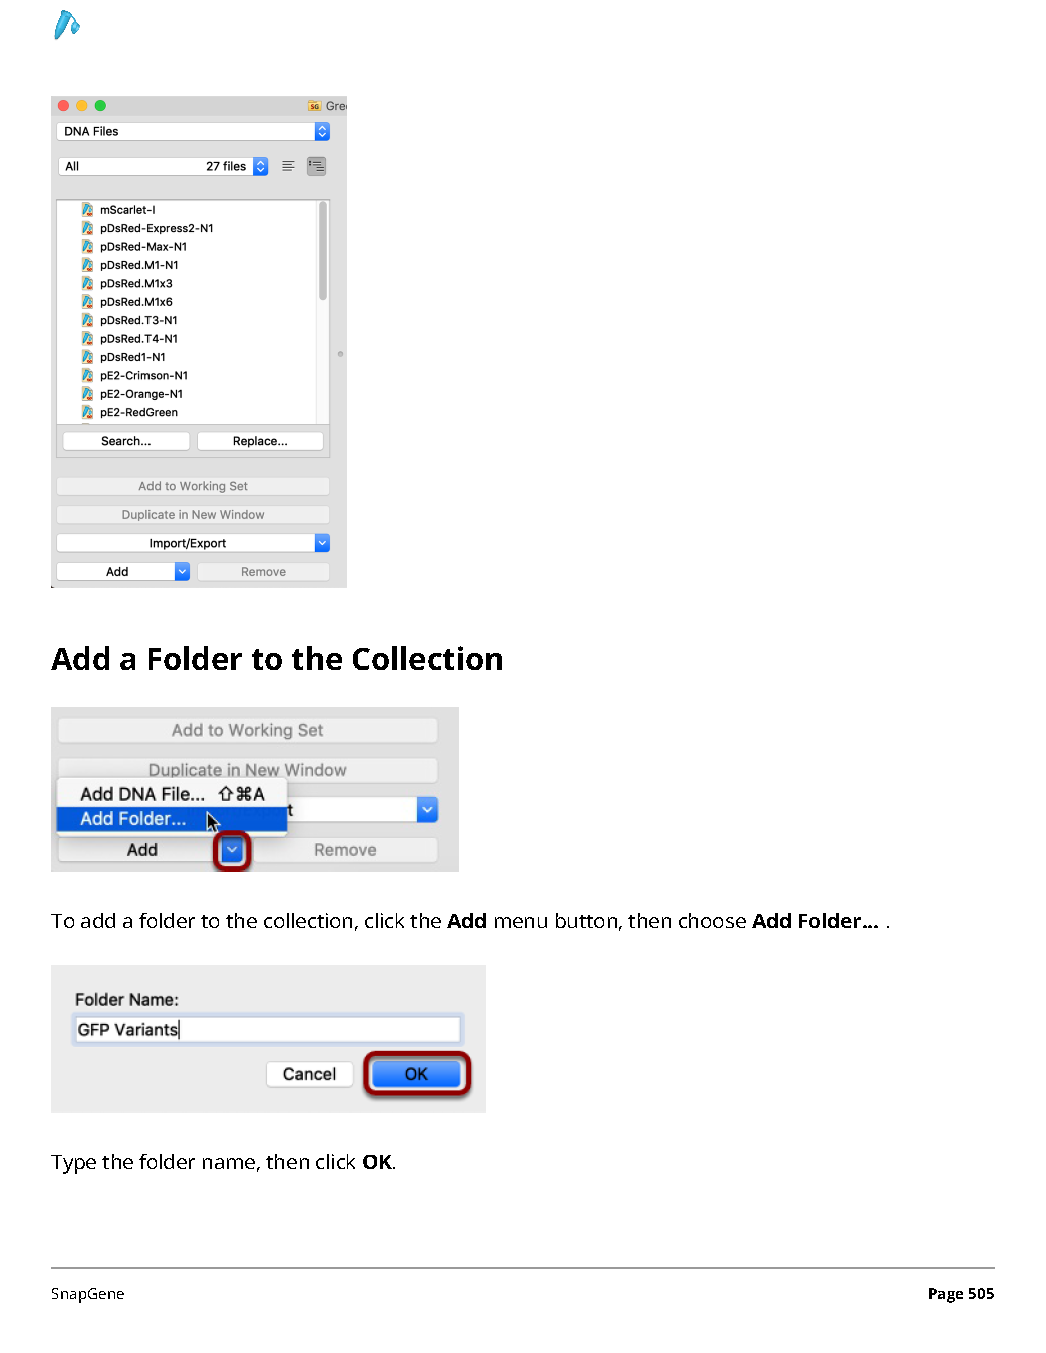 SG Gre
DNA Files
All 27 files
mScarlet-I
pDsRed-Express2-N1
pDsRed-Max-N1
pDsRed.M1-N1
pDsRed.M1x3
pDsRed.M1x6
pDsRed.T3-N1
pDsRed.T4-N1
pDsRed1-N1
pE2-Crimson-N1
pE2-Orange-N1
pE2-RedGreen
Search... Replace...
Add to Working Set
Duplicate in New Window
Import/Export
Add Remove
Add a Folder to the Collection
Add to Working Set
Duplicate in New Window
Add DNA File... ⇧⌘A
t
Add Folder...
Add Remove
To add a folder to the collection, click the Add menu button, then choose Add Folder... .
Folder Name:
GFP Variants
Cancel OK
Type the folder name, then click OK.
SnapGene Page 505